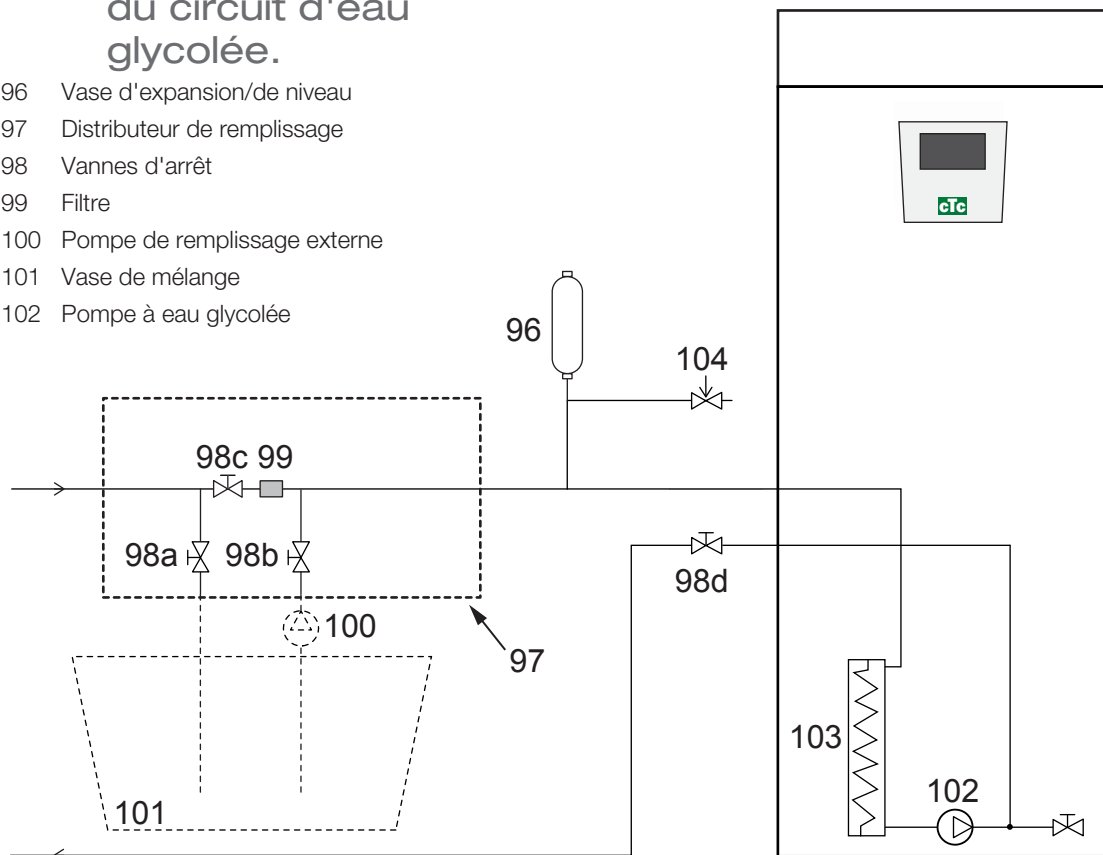 du circuit d'eau
glycolée.
96 Vase d'expansion/de niveau
97 Distributeur de remplissage
98 Vannes d'arrêt
99 Filtre
100 Pompe de remplissage externe
101 Vase de mélange
102 Pompe à eau glycolée
cTc
96
104
98c 99
98a
98b
98d
100
97
103
102
101